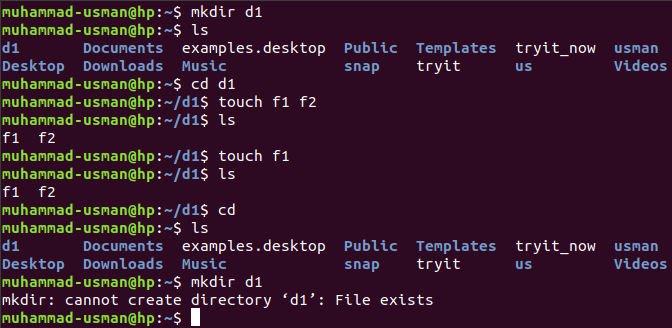 muhammad-usman@hp:~$ mkdir d1
muhammad-usman@hp:~$ ls
d1 Documents examples.desktop Public Templates tryit_now usman
Desktop Downloads Music snap tryit us Videos
muhammad-usman@hp:~$ cd d1
muhammad-usman@hp:~/d1$ touch f1 f2
muhammad-usman@hp:~/d1$ ls
f1 f2
muhammad-usman@hp:~/d1$ touch f1
muhammad-usman@hp:~/d1$ ls
f1 f2
muhammad-usman@hp:~/d1$ cd
muhammad-usman@hp:~$ ls
d1 Documents examples.desktop Public Templates tryit_now usman
Desktop Downloads Music snap tryit us Videos
muhammad-usman@hp:~$ mkdir d1
mkdir: cannot create directory ‘d1’: File exists
muhammad-usman@hp:~$